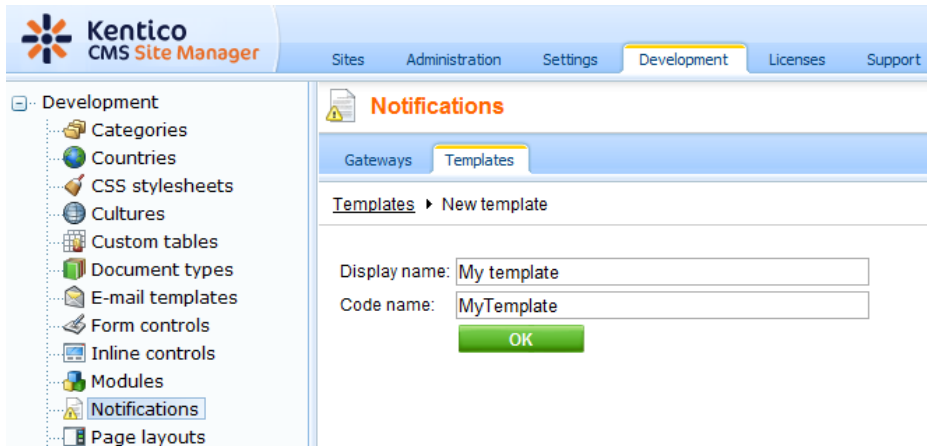 Kentico
CMS Site Manager
Sites Administration Settings Development Licenses Support
Development
Categories
Countries
CSS stylesheets
Cultures
Custom tables
Document types
E-mail templates
Form controls
Inline controls
Modules
Notifications
Page layouts
Notifications
Gateways Templates
Templates New template
Display name: My template
Code name: MyTemplate
OK